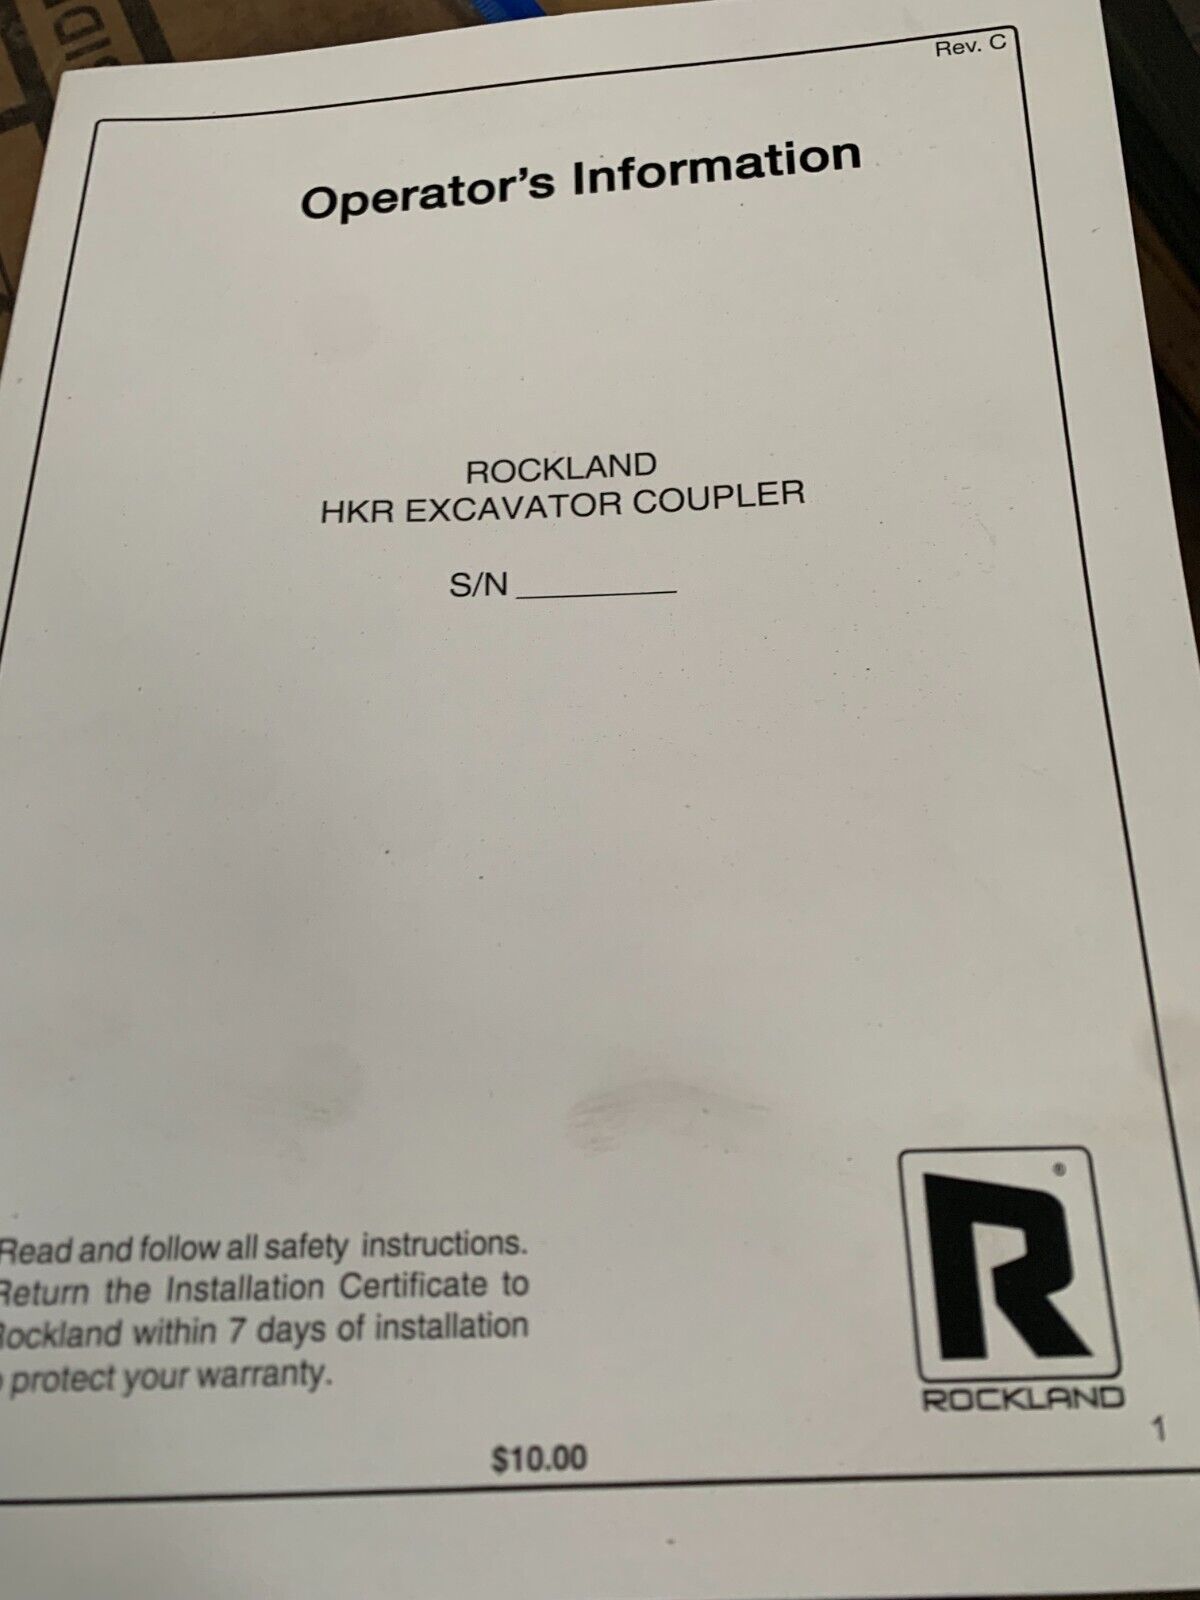 Rev. C
Operator's Information
ROCKLAND
HKR EXCAVATOR COUPLER
S/N
Read and follow all safety instructions.
Return the Installation Certificate to
Rockland within 7 days of installation
protect your warranty.
$10.00
R
®
ROCKLAND
1